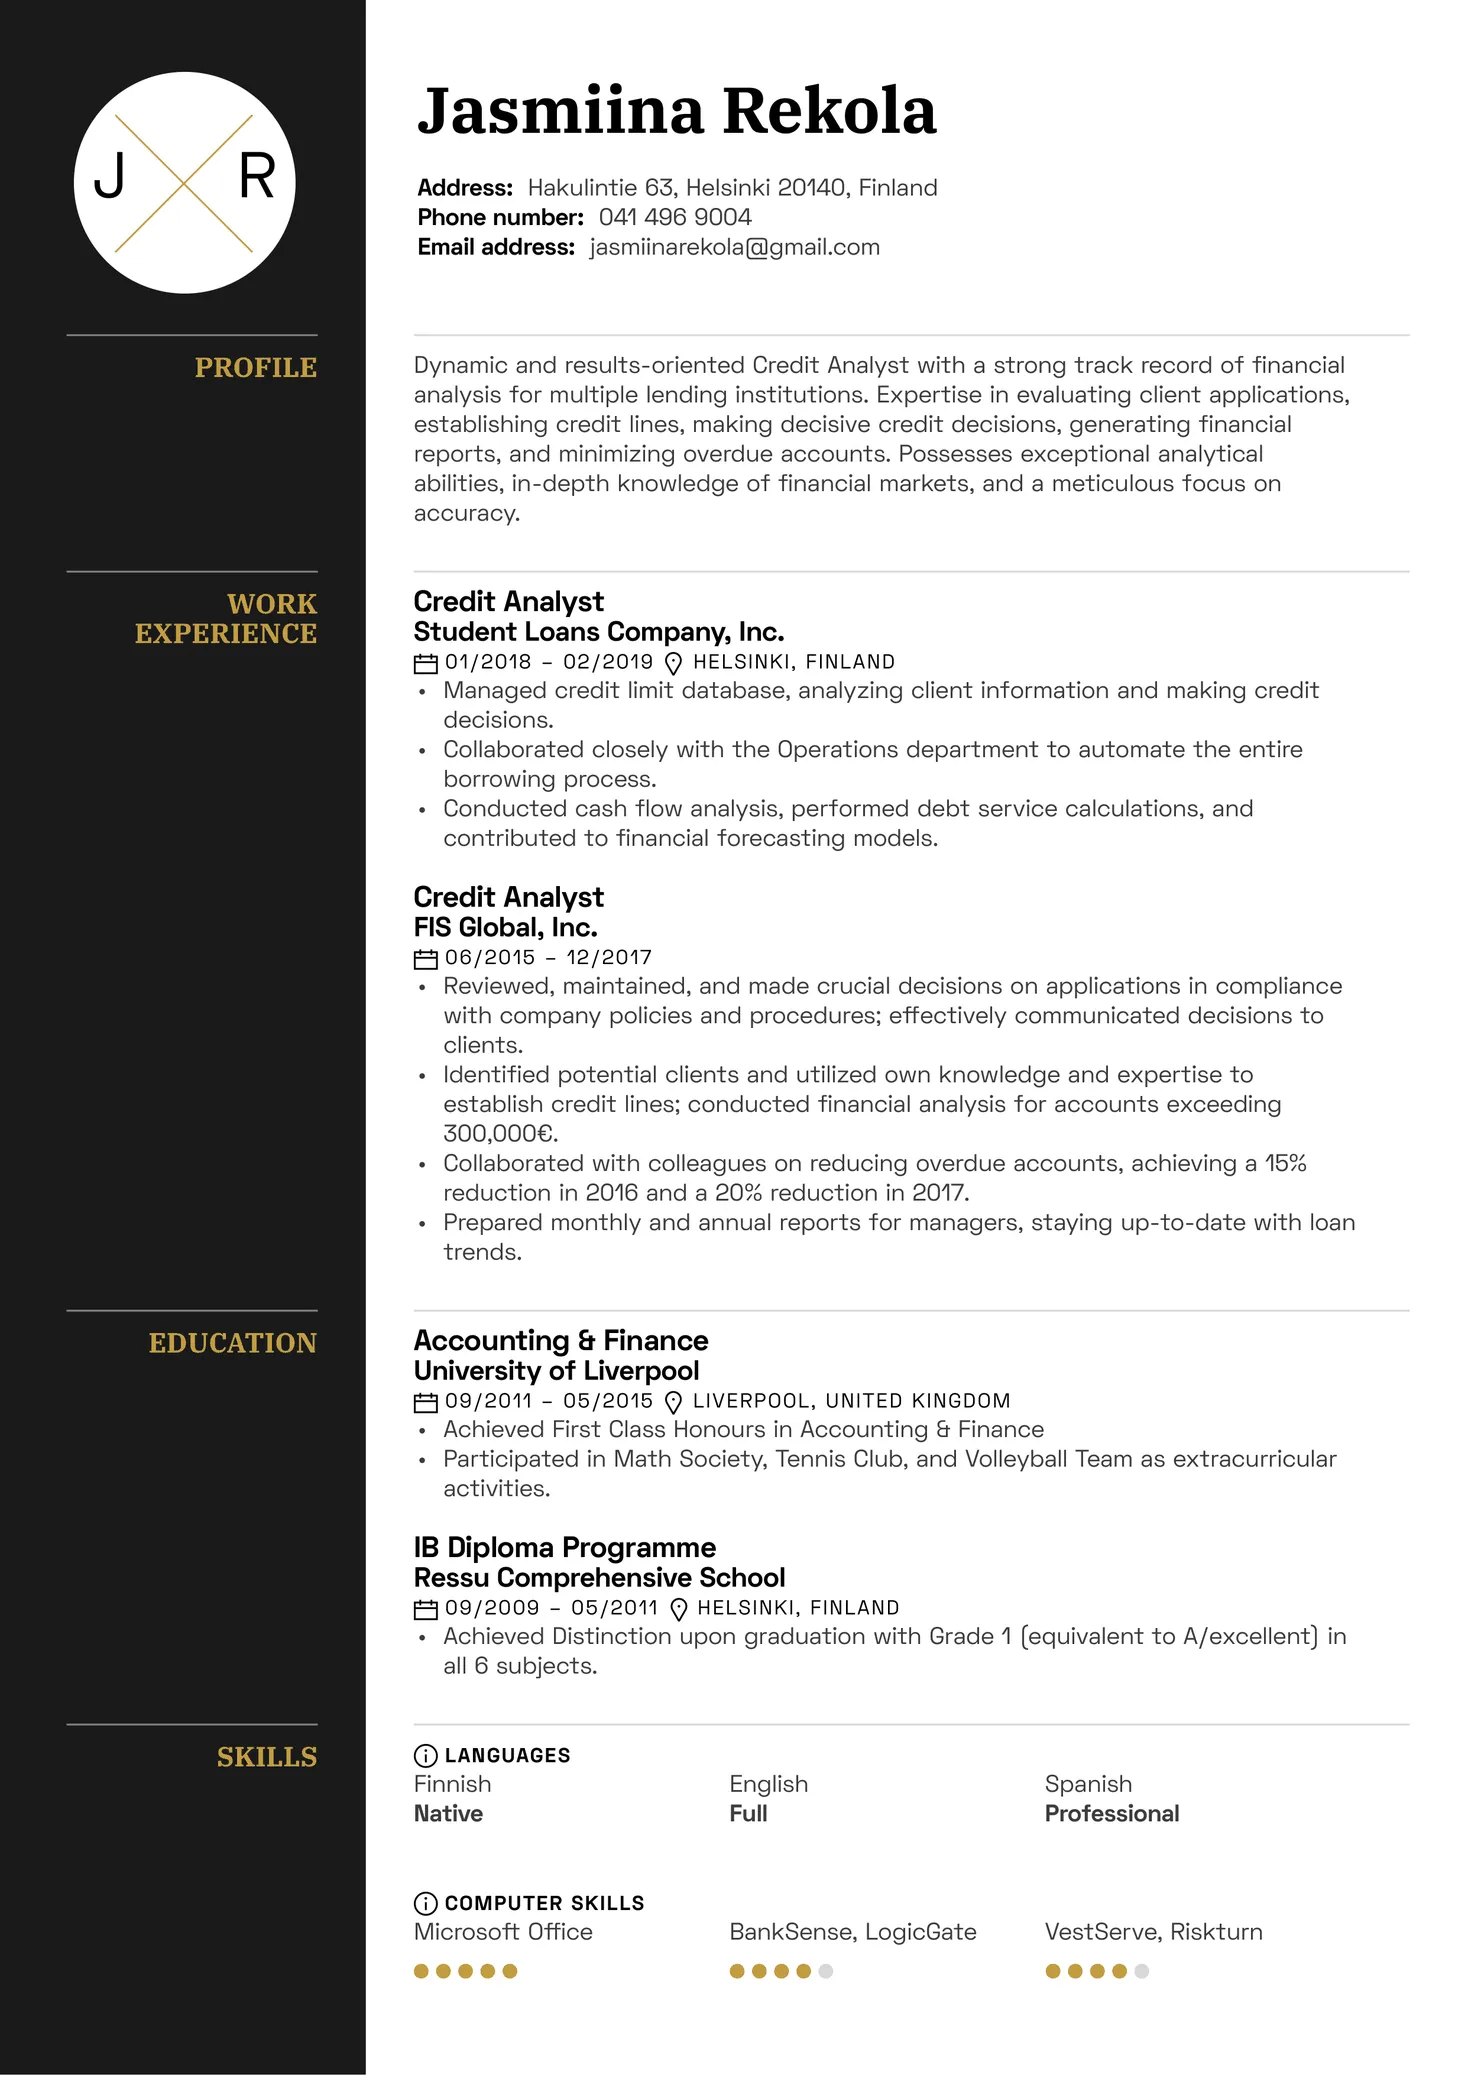 J R
Jasmiina Rekola
Address: Hakulintie 63, Helsinki 20140, Finland
Phone number: 041 496 9004
Email address: jasmiinarekola@gmail.com
PROFILE
Dynamic and results-oriented Credit Analyst with a strong track record of financial
analysis for multiple lending institutions. Expertise in evaluating client applications,
establishing credit lines, making decisive credit decisions, generating financial
reports, and minimizing overdue accounts. Possesses exceptional analytical
abilities, in-depth knowledge of financial markets, and a meticulous focus on
accuracy.
WORK
EXPERIENCE
Credit Analyst
Student Loans Company, Inc.
01/2018 – 02/2019 HELSINKI, FINLAND
• Managed credit limit database, analyzing client information and making credit
decisions.
• Collaborated closely with the Operations department to automate the entire
borrowing process.
• Conducted cash flow analysis, performed debt service calculations, and
contributed to financial forecasting models.
Credit Analyst
FIS Global, Inc.
06/2015 – 12/2017
• Reviewed, maintained, and made crucial decisions on applications in compliance
with company policies and procedures; effectively communicated decisions to
clients.
• Identified potential clients and utilized own knowledge and expertise to
establish credit lines; conducted financial analysis for accounts exceeding
300,000€.
• Collaborated with colleagues on reducing overdue accounts, achieving a 15%
reduction in 2016 and a 20% reduction in 2017.
• Prepared monthly and annual reports for managers, staying up-to-date with loan
trends.
EDUCATION
Accounting & Finance
University of Liverpool
09/2011 – 05/2015 LIVERPOOL, UNITED KINGDOM
• Achieved First Class Honours in Accounting & Finance
• Participated in Math Society, Tennis Club, and Volleyball Team as extracurricular
activities.
IB Diploma Programme
Ressu Comprehensive School
09/2009 – 05/2011 HELSINKI, FINLAND
• Achieved Distinction upon graduation with Grade 1 (equivalent to A/excellent) in
all 6 subjects.
SKILLS
LANGUAGES
Finnish English Spanish
Native Full Professional
COMPUTER SKILLS
Microsoft Office BankSense, LogicGate VestServe, Riskturn